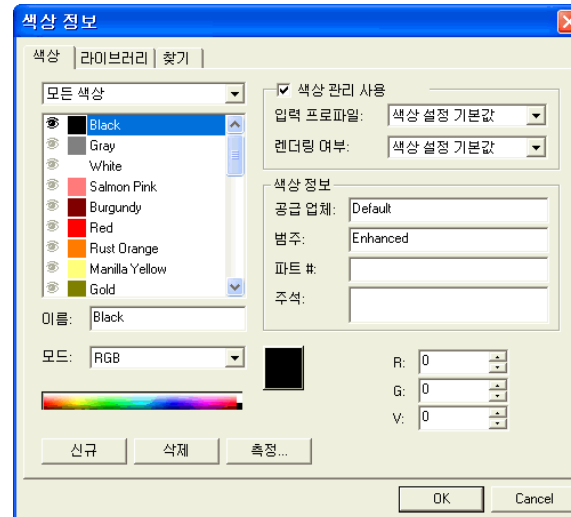 색상 정보
색상 라이브러리 찾기
모든 색상
Black
Gray
White
Salmon Pink
Burgundy
Red
Rust Orange
Manilla Yellow
Gold
이름: Black
모드: RGB
신규 삭제 측정...
색상 관리 사용
입력 프로파일: 색상 설정 기본값
렌더링 여부: 색상 설정 기본값
색상 정보
공급 업체: Default
범주: Enhanced
파트 #:
주석:
R: 0
G: 0
V: 0
OK Cancel